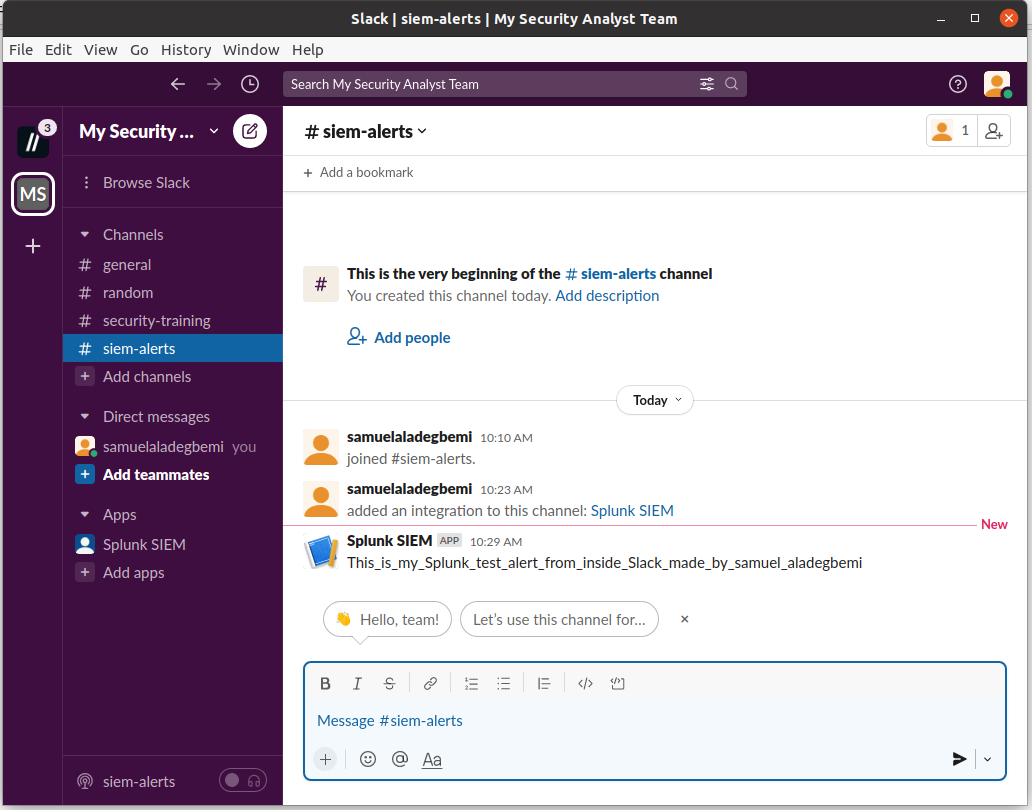 Slack | siem-alerts | My Security Analyst Team
File Edit View Go History Window Help
Search My Security Analyst Team
3
MS
My Security ...
# siem-alerts
1
Browse Slack
+ Add a bookmark
Channels
# general
# random
# security-training
# siem-alerts
+ Add channels
Direct messages
samuelaladegbemi you
+ Add teammates
Apps
Splunk SIEM
+ Add apps
siem-alerts
# This is the very beginning of the # siem-alerts channel
You created this channel today. Add description
Add people
Today
samuelaladegbemi 10:10 AM
joined #siem-alerts.
samuelaladegbemi 10:23 AM
added an integration to this channel: Splunk SIEM
New
Splunk SIEM APP 10:29 AM
This_is_my_Splunk_test_alert_from_inside_Slack_made_by_samuel_aladegbemi
👋 Hello, team! Let's use this channel for... ×
B I S
Message #siem-alerts
+ @ Aa